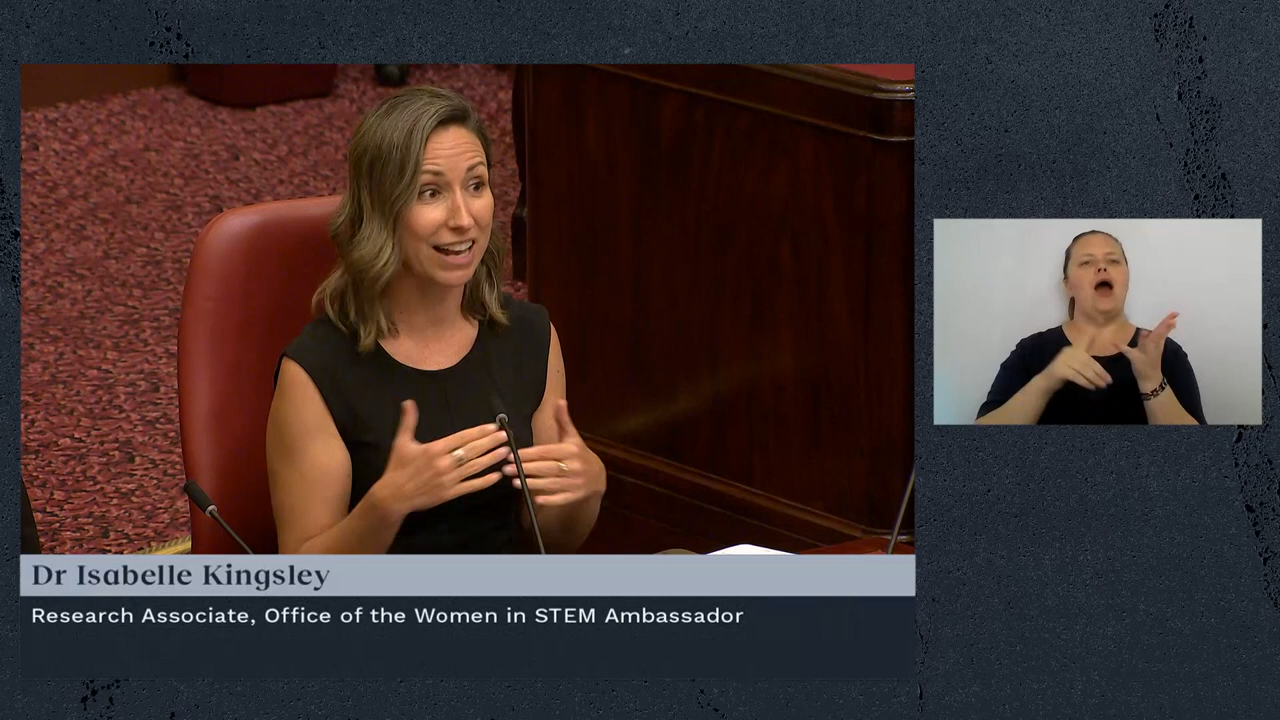 Dr Isabelle Kingsley
Research Associate, Office of the Women in STEM Ambassador